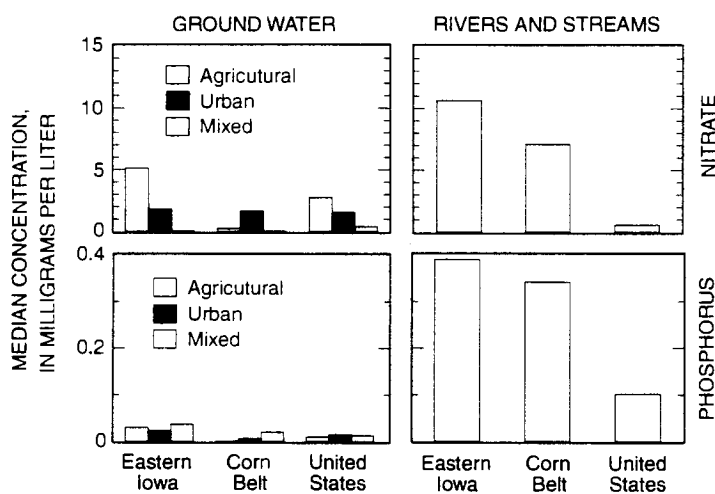 GROUND WATER
RIVERS AND STREAMS
MEDIAN CONCENTRATION,
IN MILLIGRAMS PER LITER
15
10
5
0
Agricutural
Urban
Mixed
NITRATE
0.4
0.2
0
Agricutural
Urban
Mixed
PHOSPHORUS
Eastern
Iowa
Corn
Belt
United
States
Eastern
Iowa
Corn
Belt
United
States